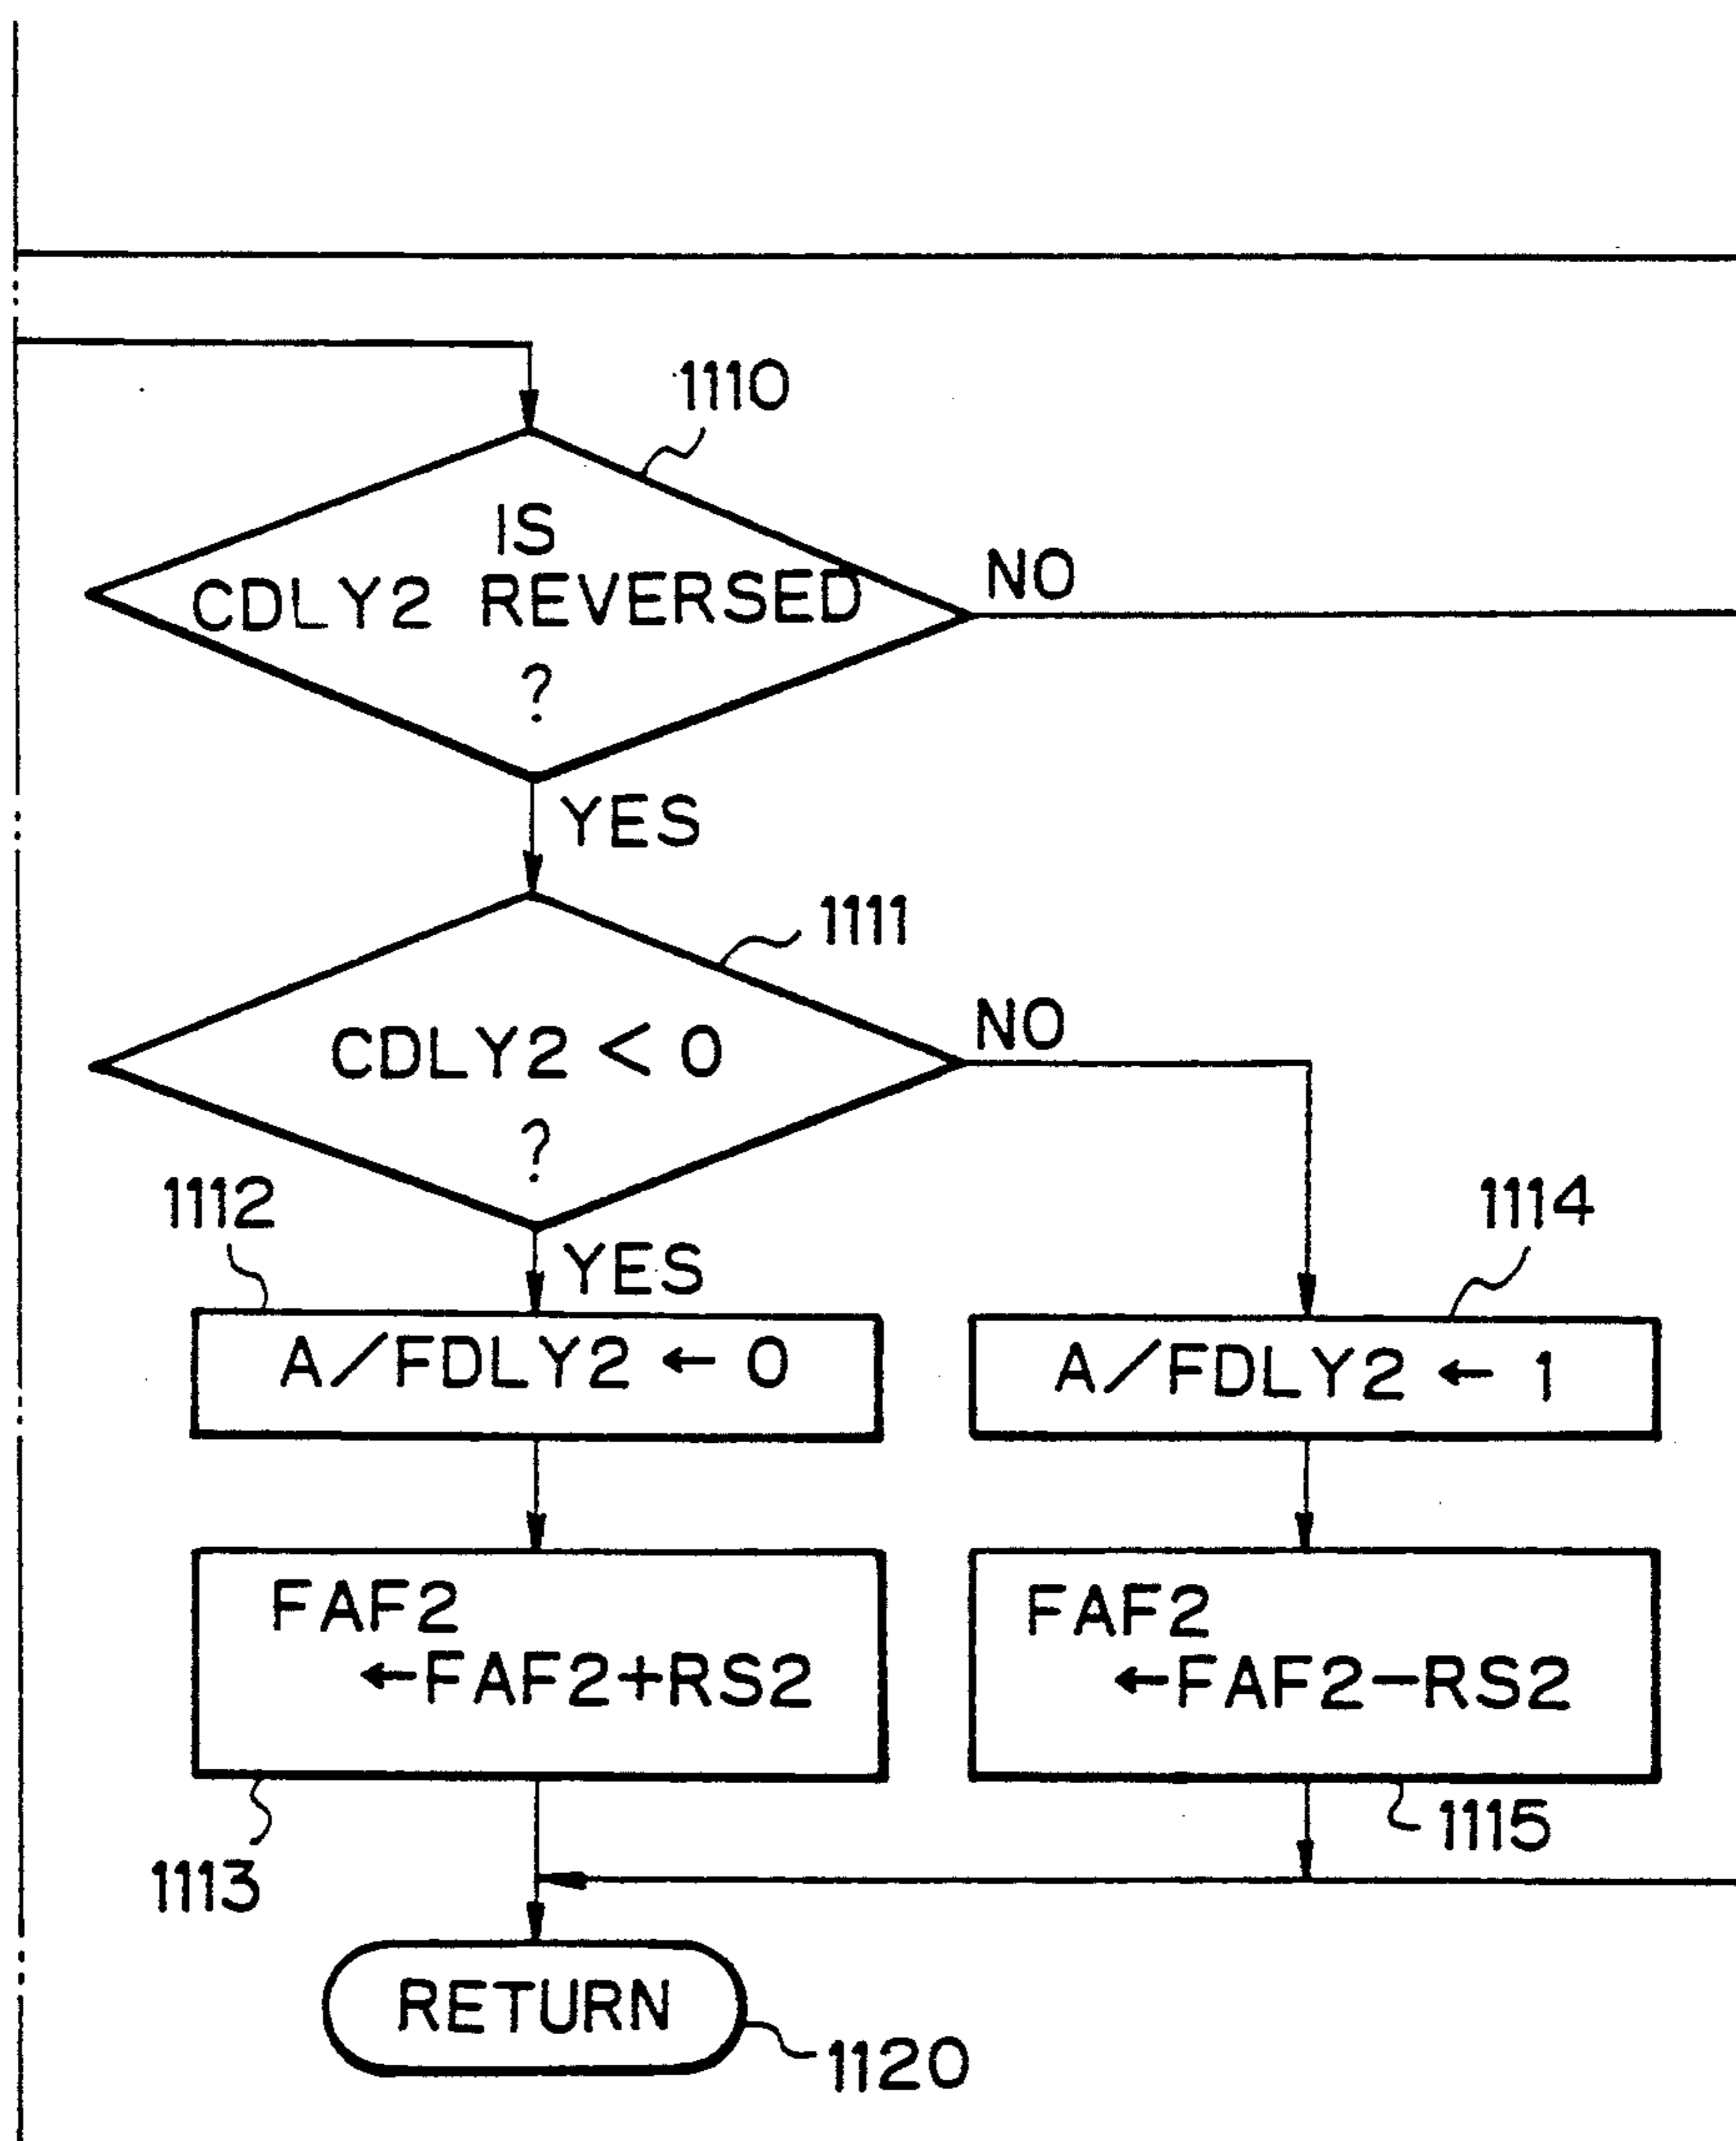 1110
IS
CDLY2 REVERSED
?
NO
YES
1111
CDLY2 < 0
?
NO
YES
1112
1114
A/FDLY2 ← 0
A/FDLY2 ← 1
FAF2
←FAF2+RS2
FAF2
←FAF2−RS2
1113
1115
RETURN
1120